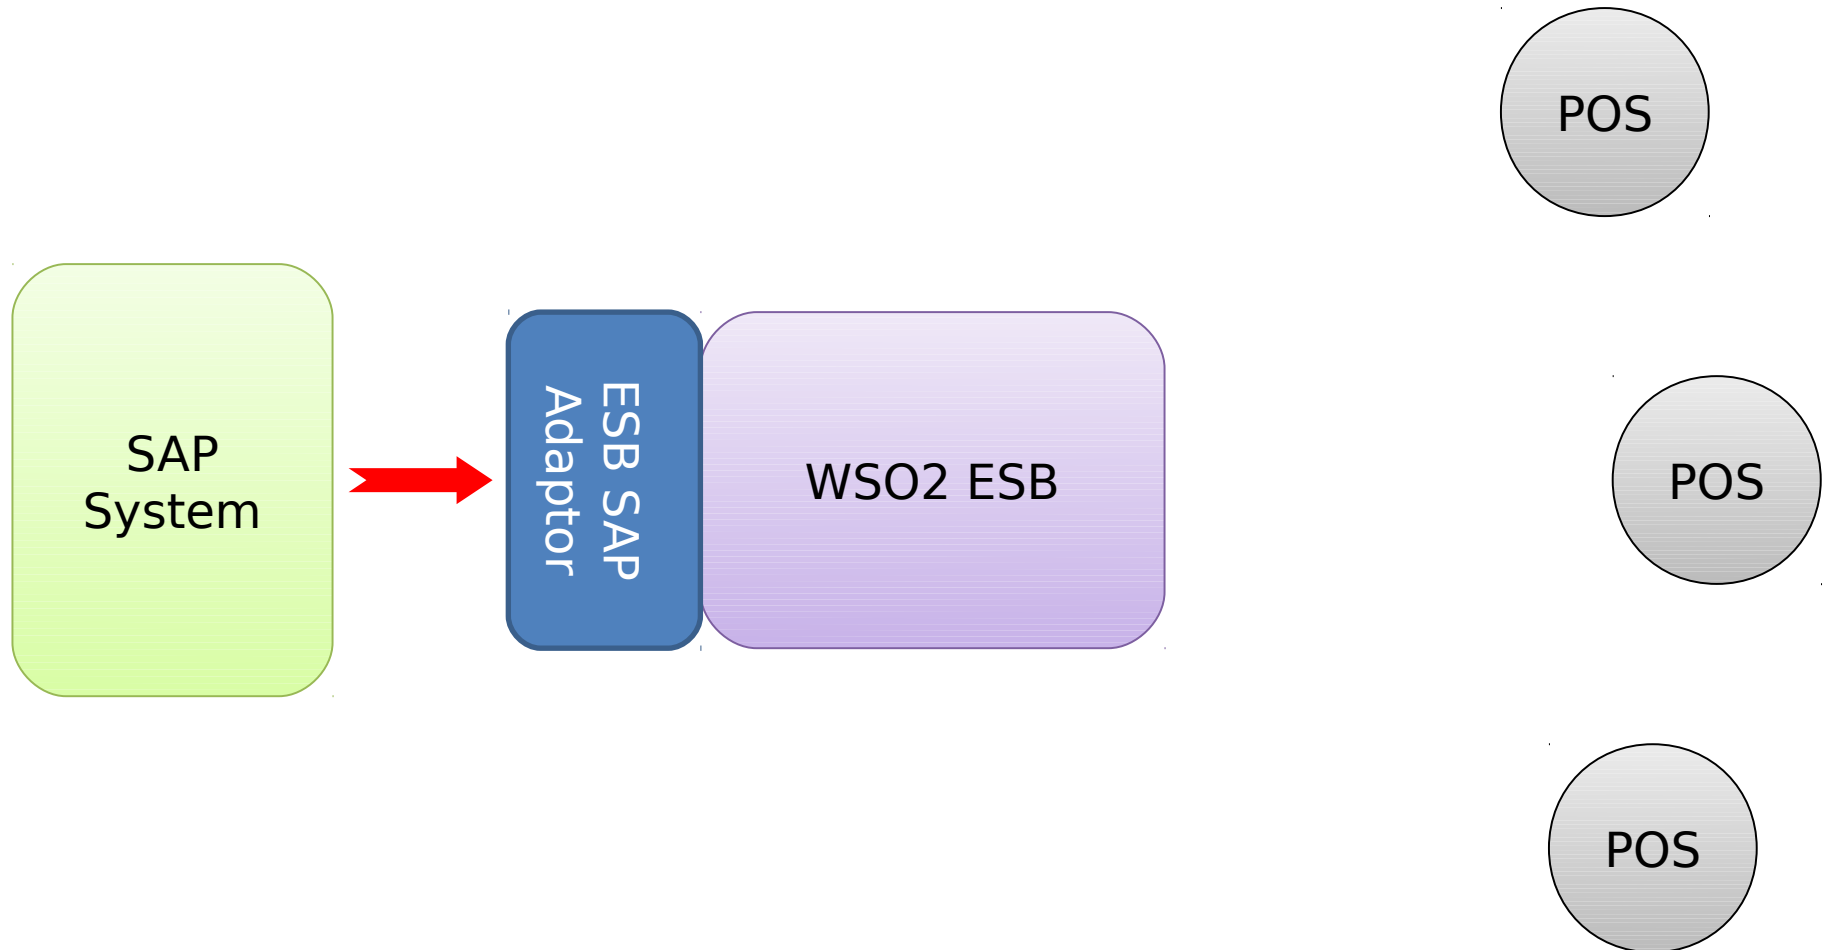 SAP
System
ESB SAP
Adaptor
WSO2 ESB
POS
POS
POS